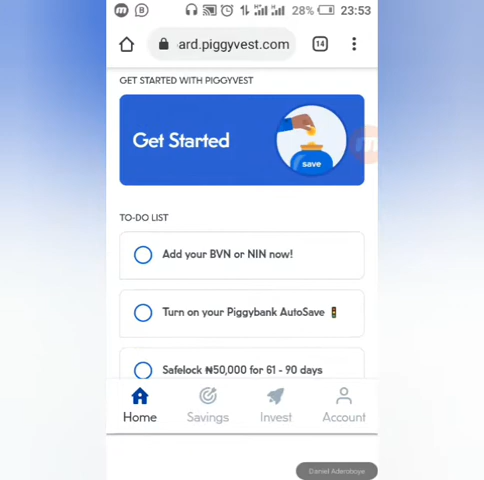 28% 23:53
ard.piggyvest.com 14
GET STARTED WITH PIGGYVEST
Get Started
save
TO-DO LIST
Add your BVN or NIN now!
Turn on your Piggybank AutoSave 🚦
Safelock ₦50,000 for 61 - 90 days
Home Savings Invest Account
Daniel Aderohoye